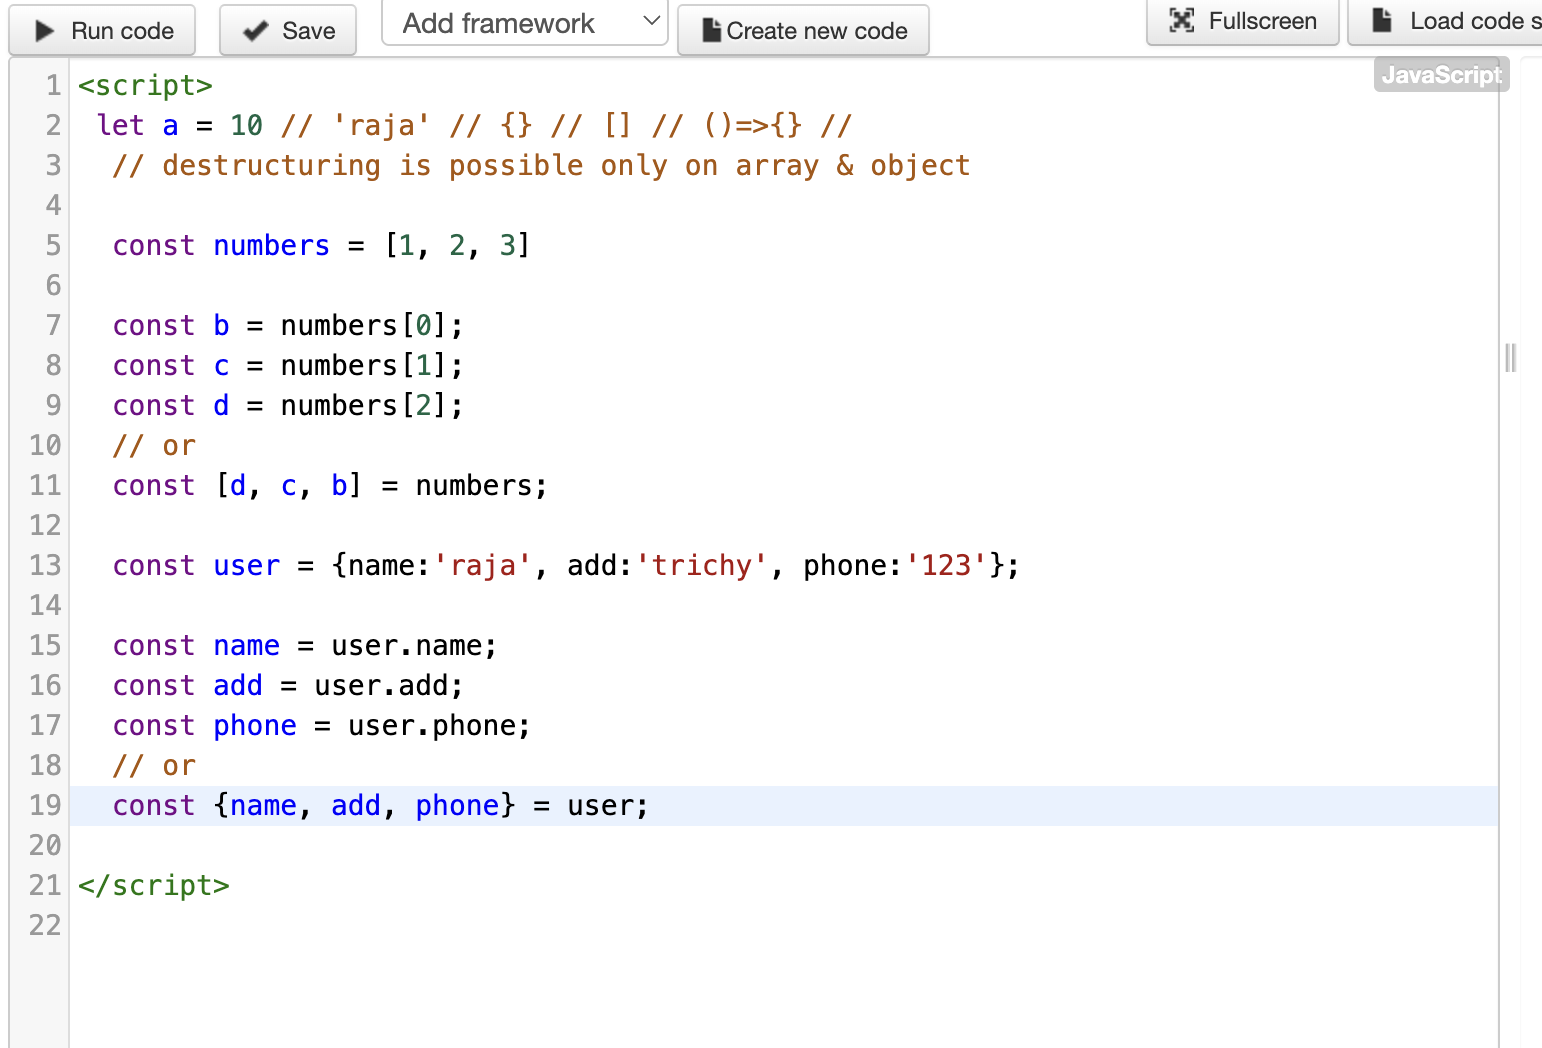 Run code
Save
Add framework
Create new code
Fullscreen
Load code s
JavaScript
1 <script>
2 let a = 10 // 'raja' // {} // [] // ()=>{} //
3 // destructuring is possible only on array & object
4
5 const numbers = [1, 2, 3]
6
7 const b = numbers[0];
8 const c = numbers[1];
9 const d = numbers[2];
10 // or
11 const [d, c, b] = numbers;
12
13 const user = {name:'raja', add:'trichy', phone:'123'};
14
15 const name = user.name;
16 const add = user.add;
17 const phone = user.phone;
18 // or
19 const {name, add, phone} = user;
20
21 </script>
22